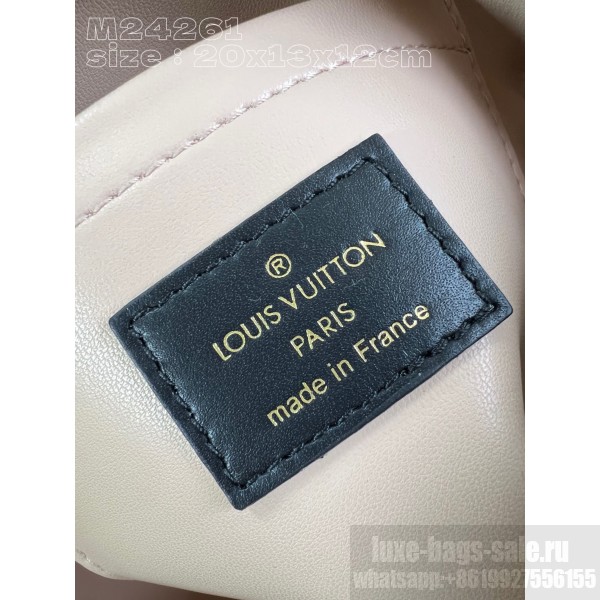 M24261
size : 20x13x12cm
®
LOUIS VUITTON
PARIS
made in France
luxe-bags-sale.ru
whatsapp:+8619927556155